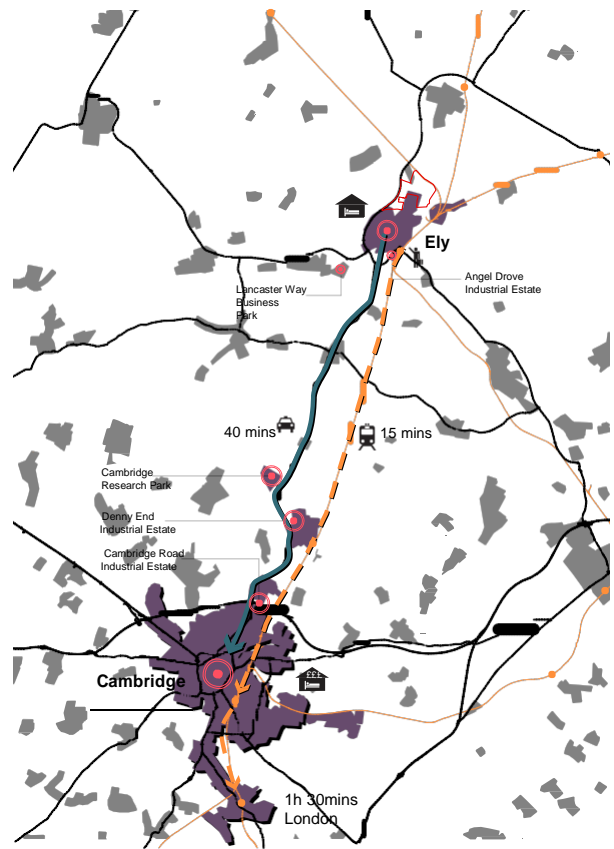 Ely
Angel Drove
Industrial Estate
Lancaster Way
Business
Park
40 mins
15 mins
Cambridge
Research Park
Denny End
Industrial Estate
Cambridge Road
Industrial Estate
£££
Cambridge
1h 30mins
London